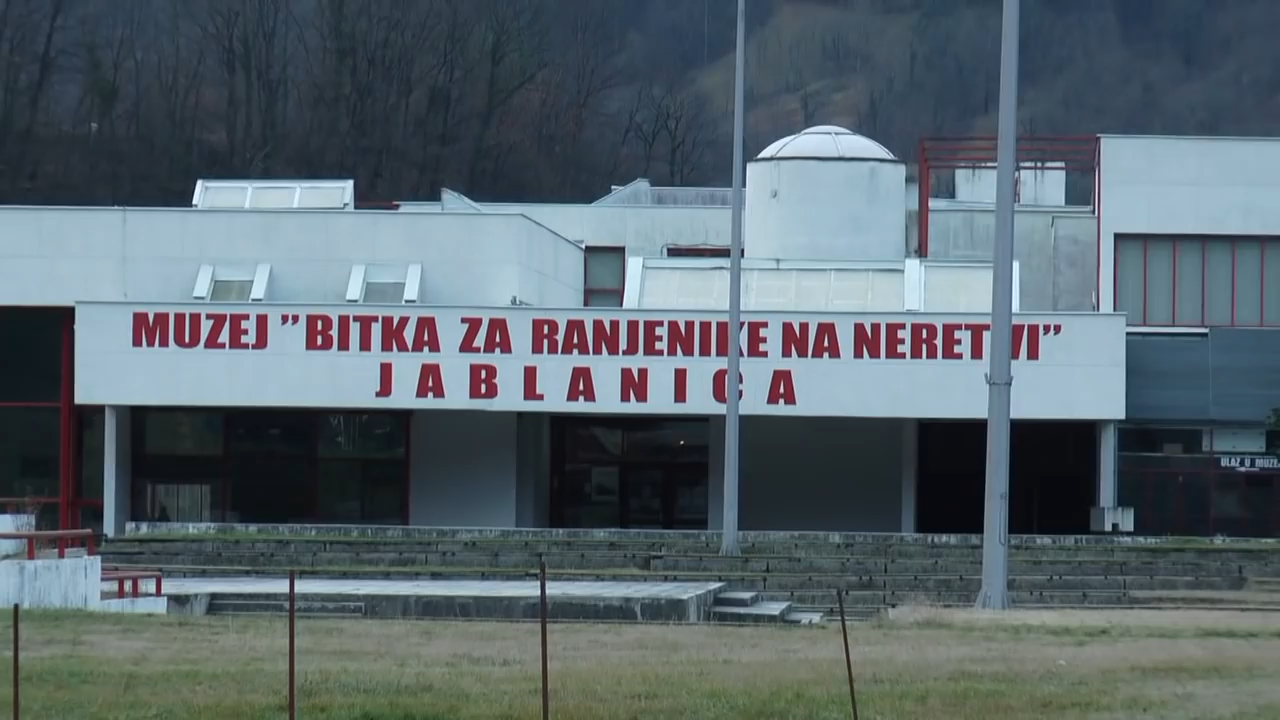 MUZEJ "BITKA ZA RANJENIKE NA NERETVI"
JABLANICA
ULAZ U MUZEJ